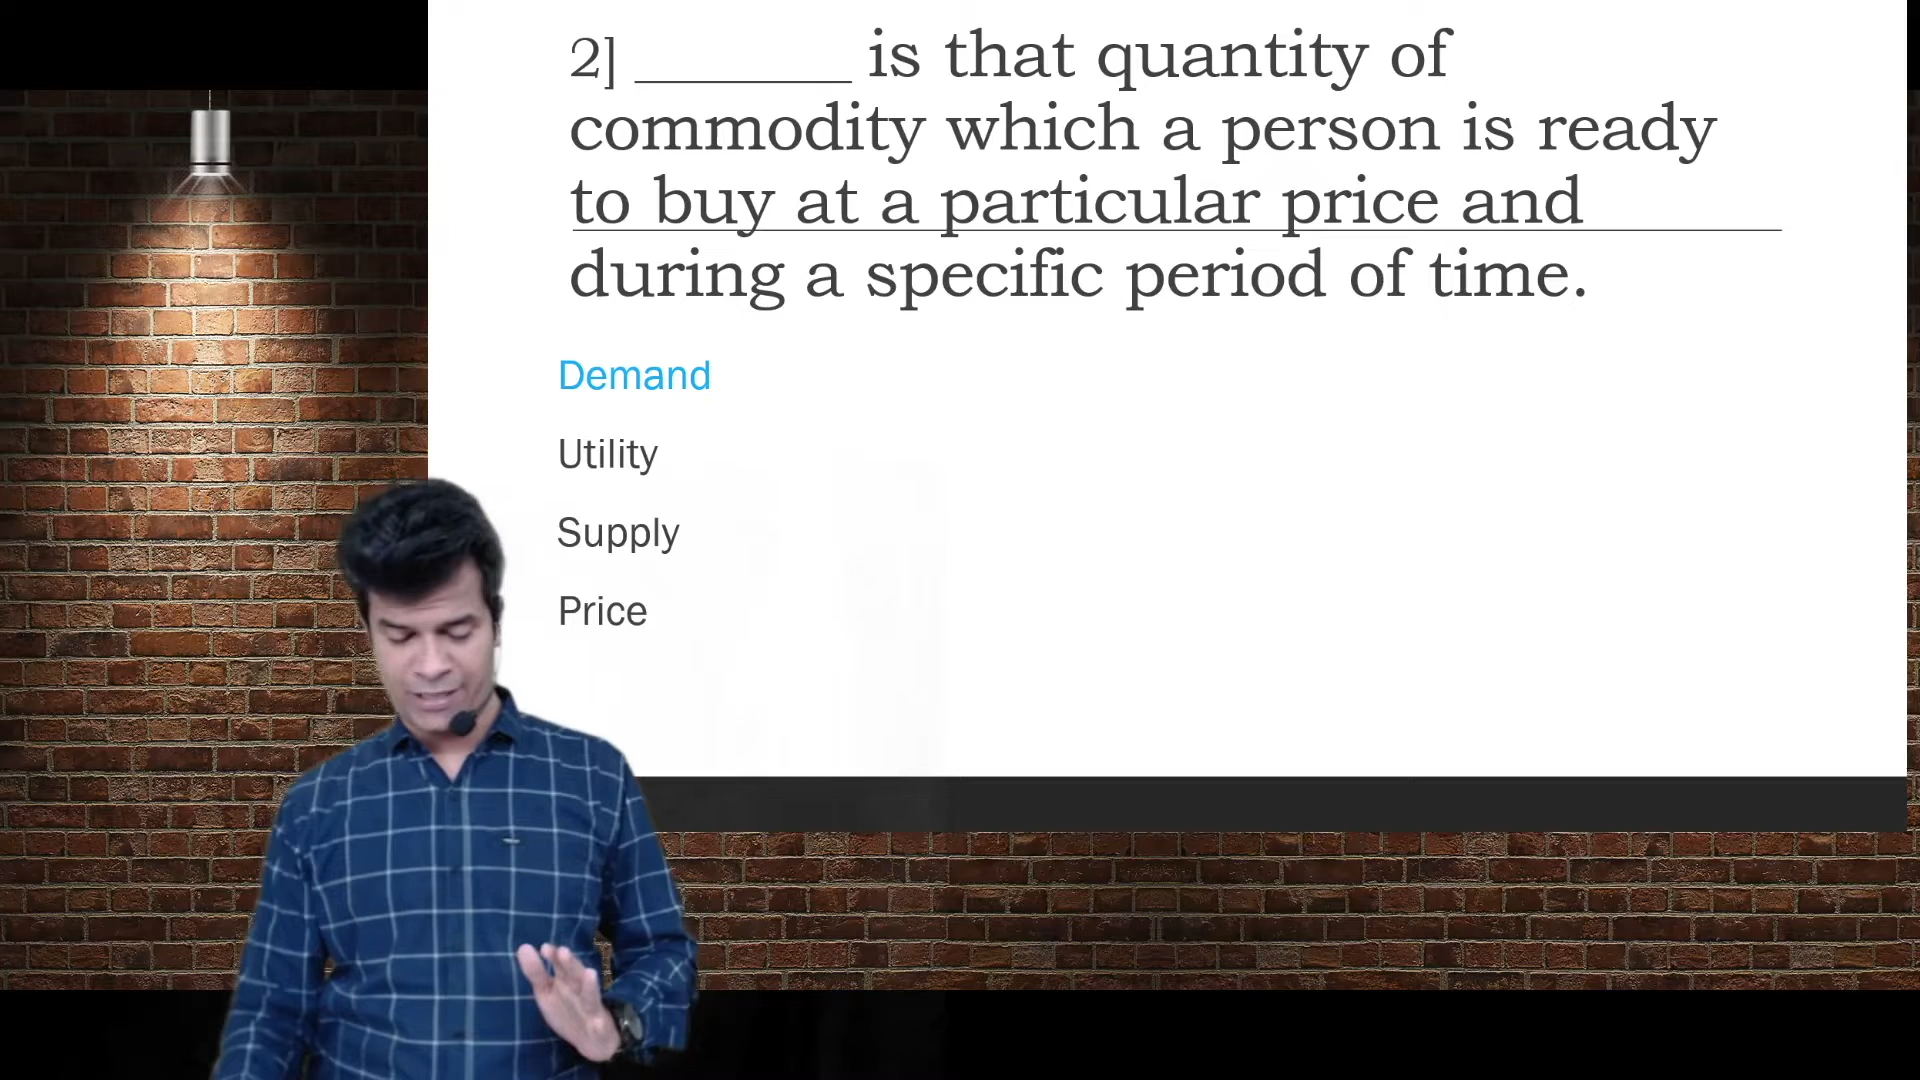 2] _______ is that quantity of
commodity which a person is ready
to buy at a particular price and
during a specific period of time.
Demand
Utility
Supply
Price